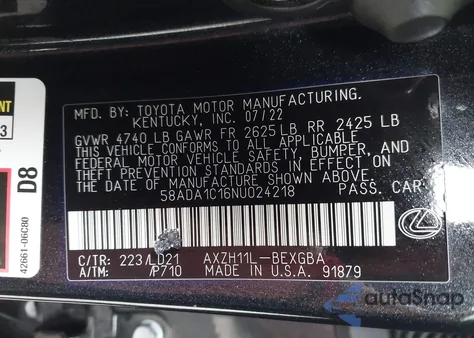 MFD. BY: TOYOTA MOTOR MANUFACTURING.
KENTUCKY, INC. 07/22
GVWR 4740 LB GAWR FR 2625 LB RR 2425 LB
THIS VEHICLE CONFORMS TO ALL APPLICABLE
FEDERAL MOTOR VEHICLE SAFETY, BUMPER, AND
THEFT PREVENTION STANDARDS IN EFFECT ON
THE DATE OF MANUFACTURE SHOWN ABOVE.
58ADA1C16NU024218 PASS. CAR
C/TR: 223/LD21 AXZH11L-BEXGBA
A/TM: /P710 MADE IN U.S.A. 91879
D8
42661-06C80
3
autoSnap